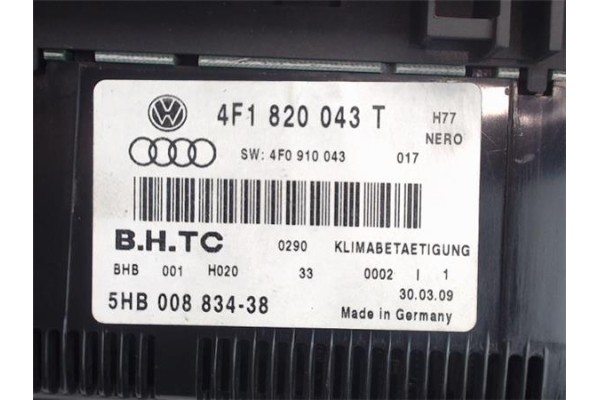 4F1 820 043 T H77
NERO
SW: 4F0 910 043 017
B.H.TC 0290 KLIMABETAETIGUNG
BHB 001 H020 33 0002 I 1
30.03.09
5HB 008 834-38 Made in Germany